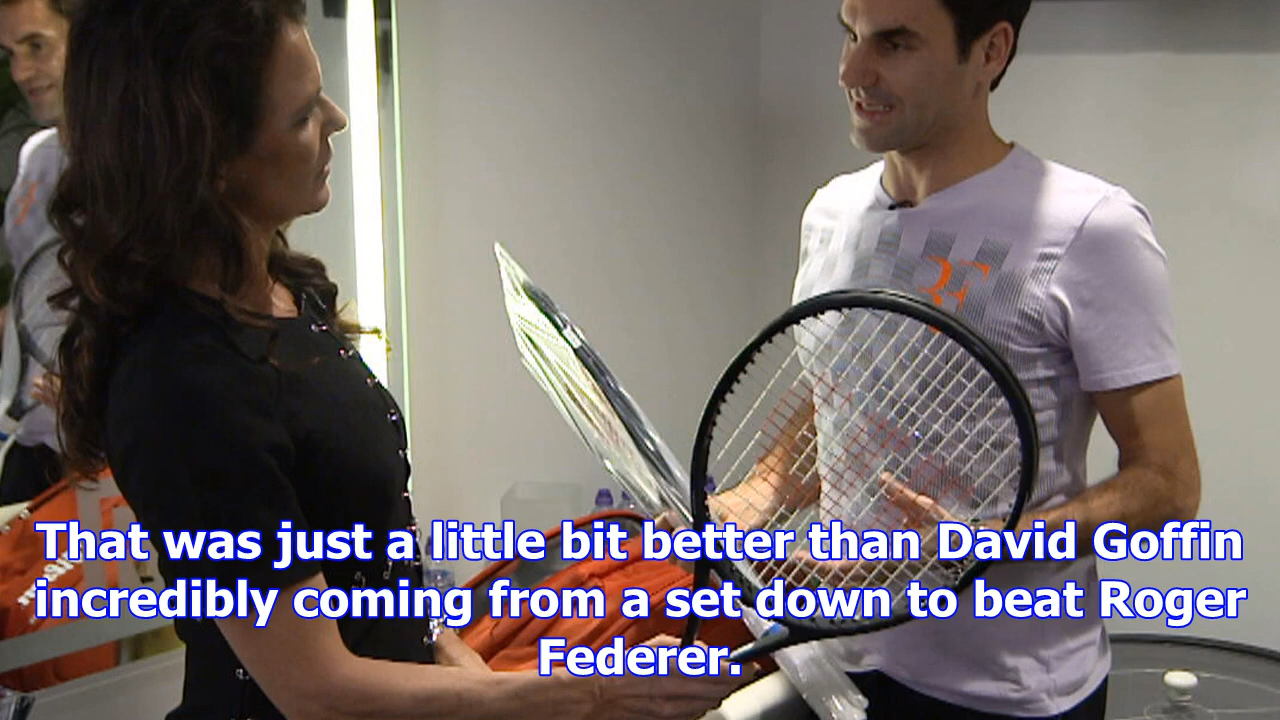 That was just a little bit better than David Goffin
incredibly coming from a set down to beat Roger
Federer.